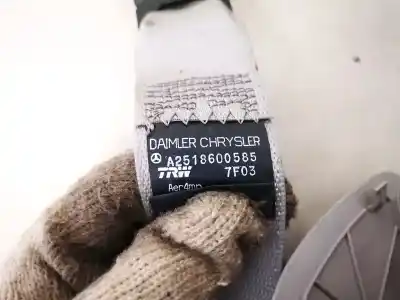 DAIMLER CHRYSLER
A2518600585
TRW 7F03